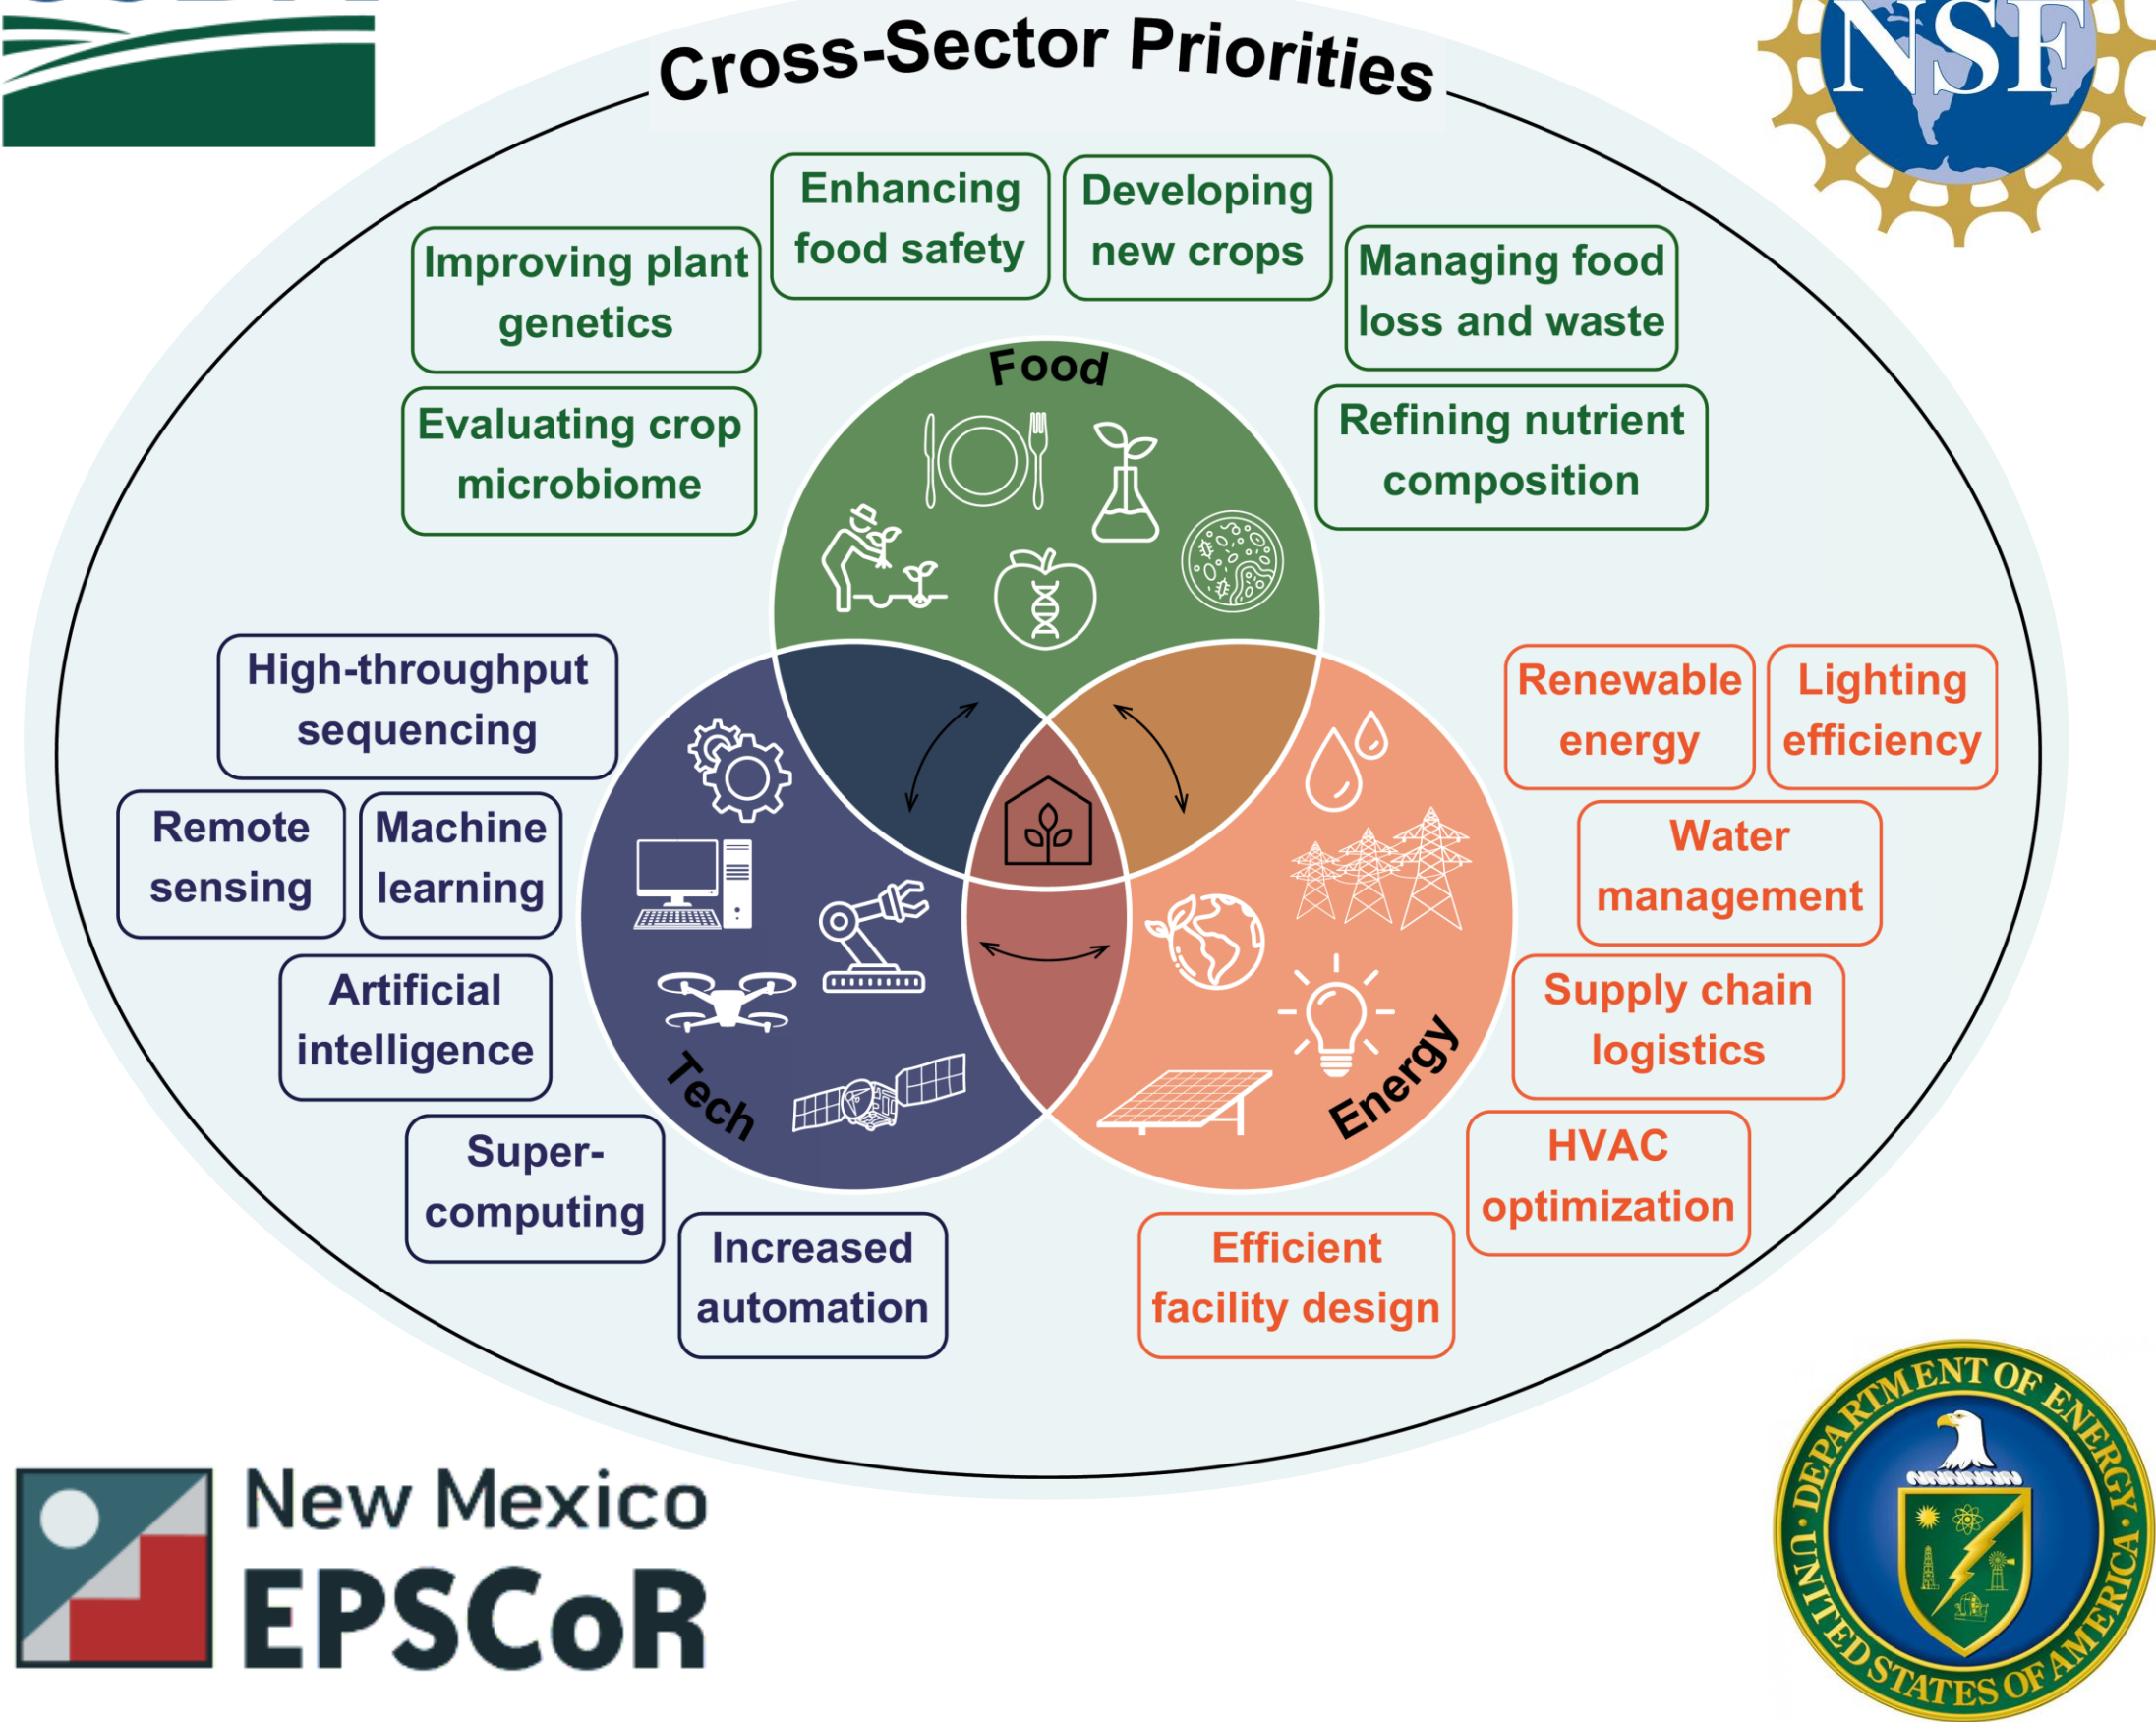 Cross-Sector Priorities
NSF
Enhancing
food safety
Developing
new crops
Improving plant
genetics
Managing food
loss and waste
Evaluating crop
microbiome
Refining nutrient
composition
Food
High-throughput
sequencing
Remote
sensing
Machine
learning
Artificial
intelligence
Super-
computing
Increased
automation
Tech
Renewable
energy
Lighting
efficiency
Water
management
Supply chain
logistics
HVAC
optimization
Efficient
facility design
Energy
New Mexico
EPSCoR
DEPARTMENT OF ENERGY
UNITED STATES OF AMERICA